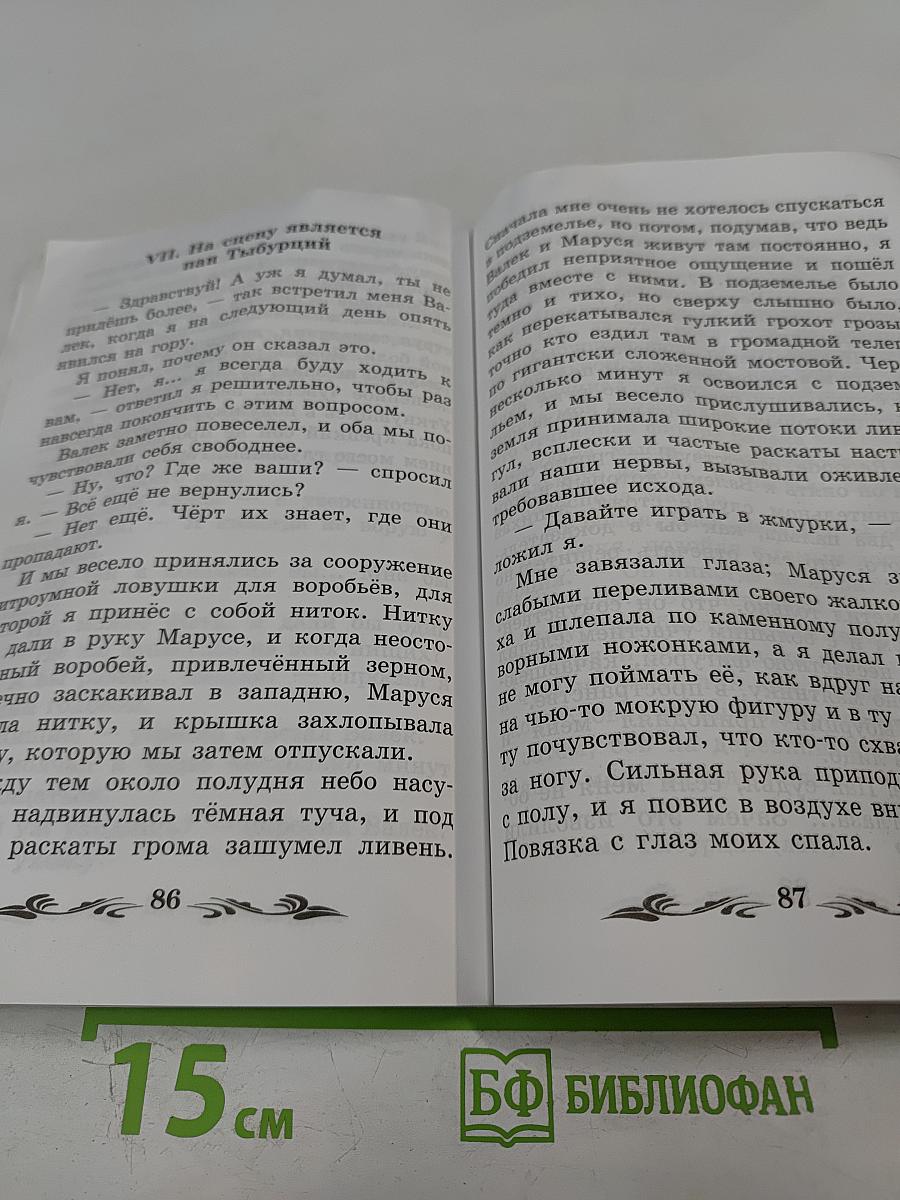 VII. На сцену является
пан Тыбурций
— Здравствуй! А уж я думал, ты не
придёшь более, — так встретил меня Ва-
лек, когда я на следующий день опять
явился на гору.
Я понял, почему он сказал это.
— Нет, я... я всегда буду ходить к
вам, — ответил я решительно, чтобы раз
навсегда покончить с этим вопросом.
Валек заметно повеселел, и оба мы по-
чувствовали себя свободнее.
— Ну, что? Где же ваши? — спросил
я. — Всё ещё не вернулись?
— Нет ещё. Чёрт их знает, где они
пропадают.
И мы весело принялись за сооружение
итроумной ловушки для воробьёв, для
торой я принёс с собой ниток. Нитку
дали в руку Марусе, и когда неосто-
ный воробей, привлечённый зерном,
ечно заскакивал в западню, Маруся
ла нитку, и крышка захлопывала
у, которую мы затем отпускали.
жду тем около полудня небо насу-
надвинулась тёмная туча, и под
раскаты грома зашумел ливень.
86
Сначала мне очень не хотелось спускаться
в подземелье, но потом, подумав, что ведь
Валек и Маруся живут там постоянно, я
победил неприятное ощущение и пошёл
туда вместе с ними. В подземелье было
темно и тихо, но сверху слышно было,
как перекатывался гулкий грохот грозы
точно кто ездил там в громадной телег
по гигантски сложенной мостовой. Чер
несколько минут я освоился с подзем
льем, и мы весело прислушивались, к
земля принимала широкие потоки лив
гул, всплески и частые раскаты наст
вали наши нервы, вызывали оживле
требовавшее исхода.
— Давайте играть в жмурки, —
ложил я.
Мне завязали глаза; Маруся з
слабыми переливами своего жалко
ха и шлепала по каменному полу
ворными ножонками, а я делал
не могу поймать её, как вдруг на
на чью-то мокрую фигуру и в ту
ту почувствовал, что кто-то схва
за ногу. Сильная рука припод
с полу, и я повис в воздухе вн
Повязка с глаз моих спала.
87
15 см
БФ БИБЛИОФАН